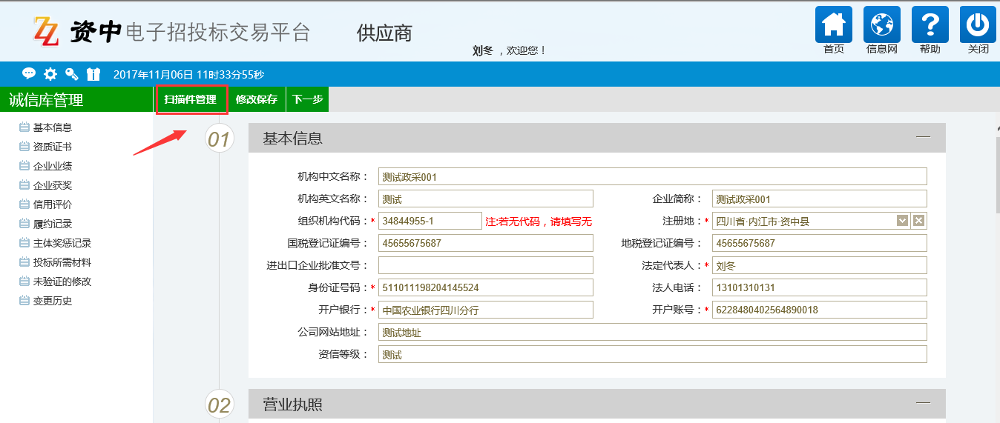 资中 电子招投标交易平台 供应商
刘冬 ，欢迎您！
首页 信息网 帮助 关闭
2017年11月06日 11时33分55秒
诚信库管理 扫描件管理 修改保存 下一步
基本信息
资质证书
企业业绩
企业获奖
信用评价
履约记录
主体奖惩记录
投标所需材料
未验证的修改
变更历史
01 基本信息
机构中文名称： 测试政采001
机构英文名称： 测试 企业简称： 测试政采001
组织机构代码：* 34844955-1 注:若无代码，请填写无 注册地：* 四川省·内江市·资中县
国税登记证编号： 45655675687 地税登记证编号： 45655675687
进出口企业批准文号： 法定代表人：* 刘冬
身份证号码：* 511011198204145524 法人电话： 13101310131
开户银行：* 中国农业银行四川分行 开户账号：* 6228480402564890018
公司网站地址： 测试地址
资信等级： 测试
02 营业执照